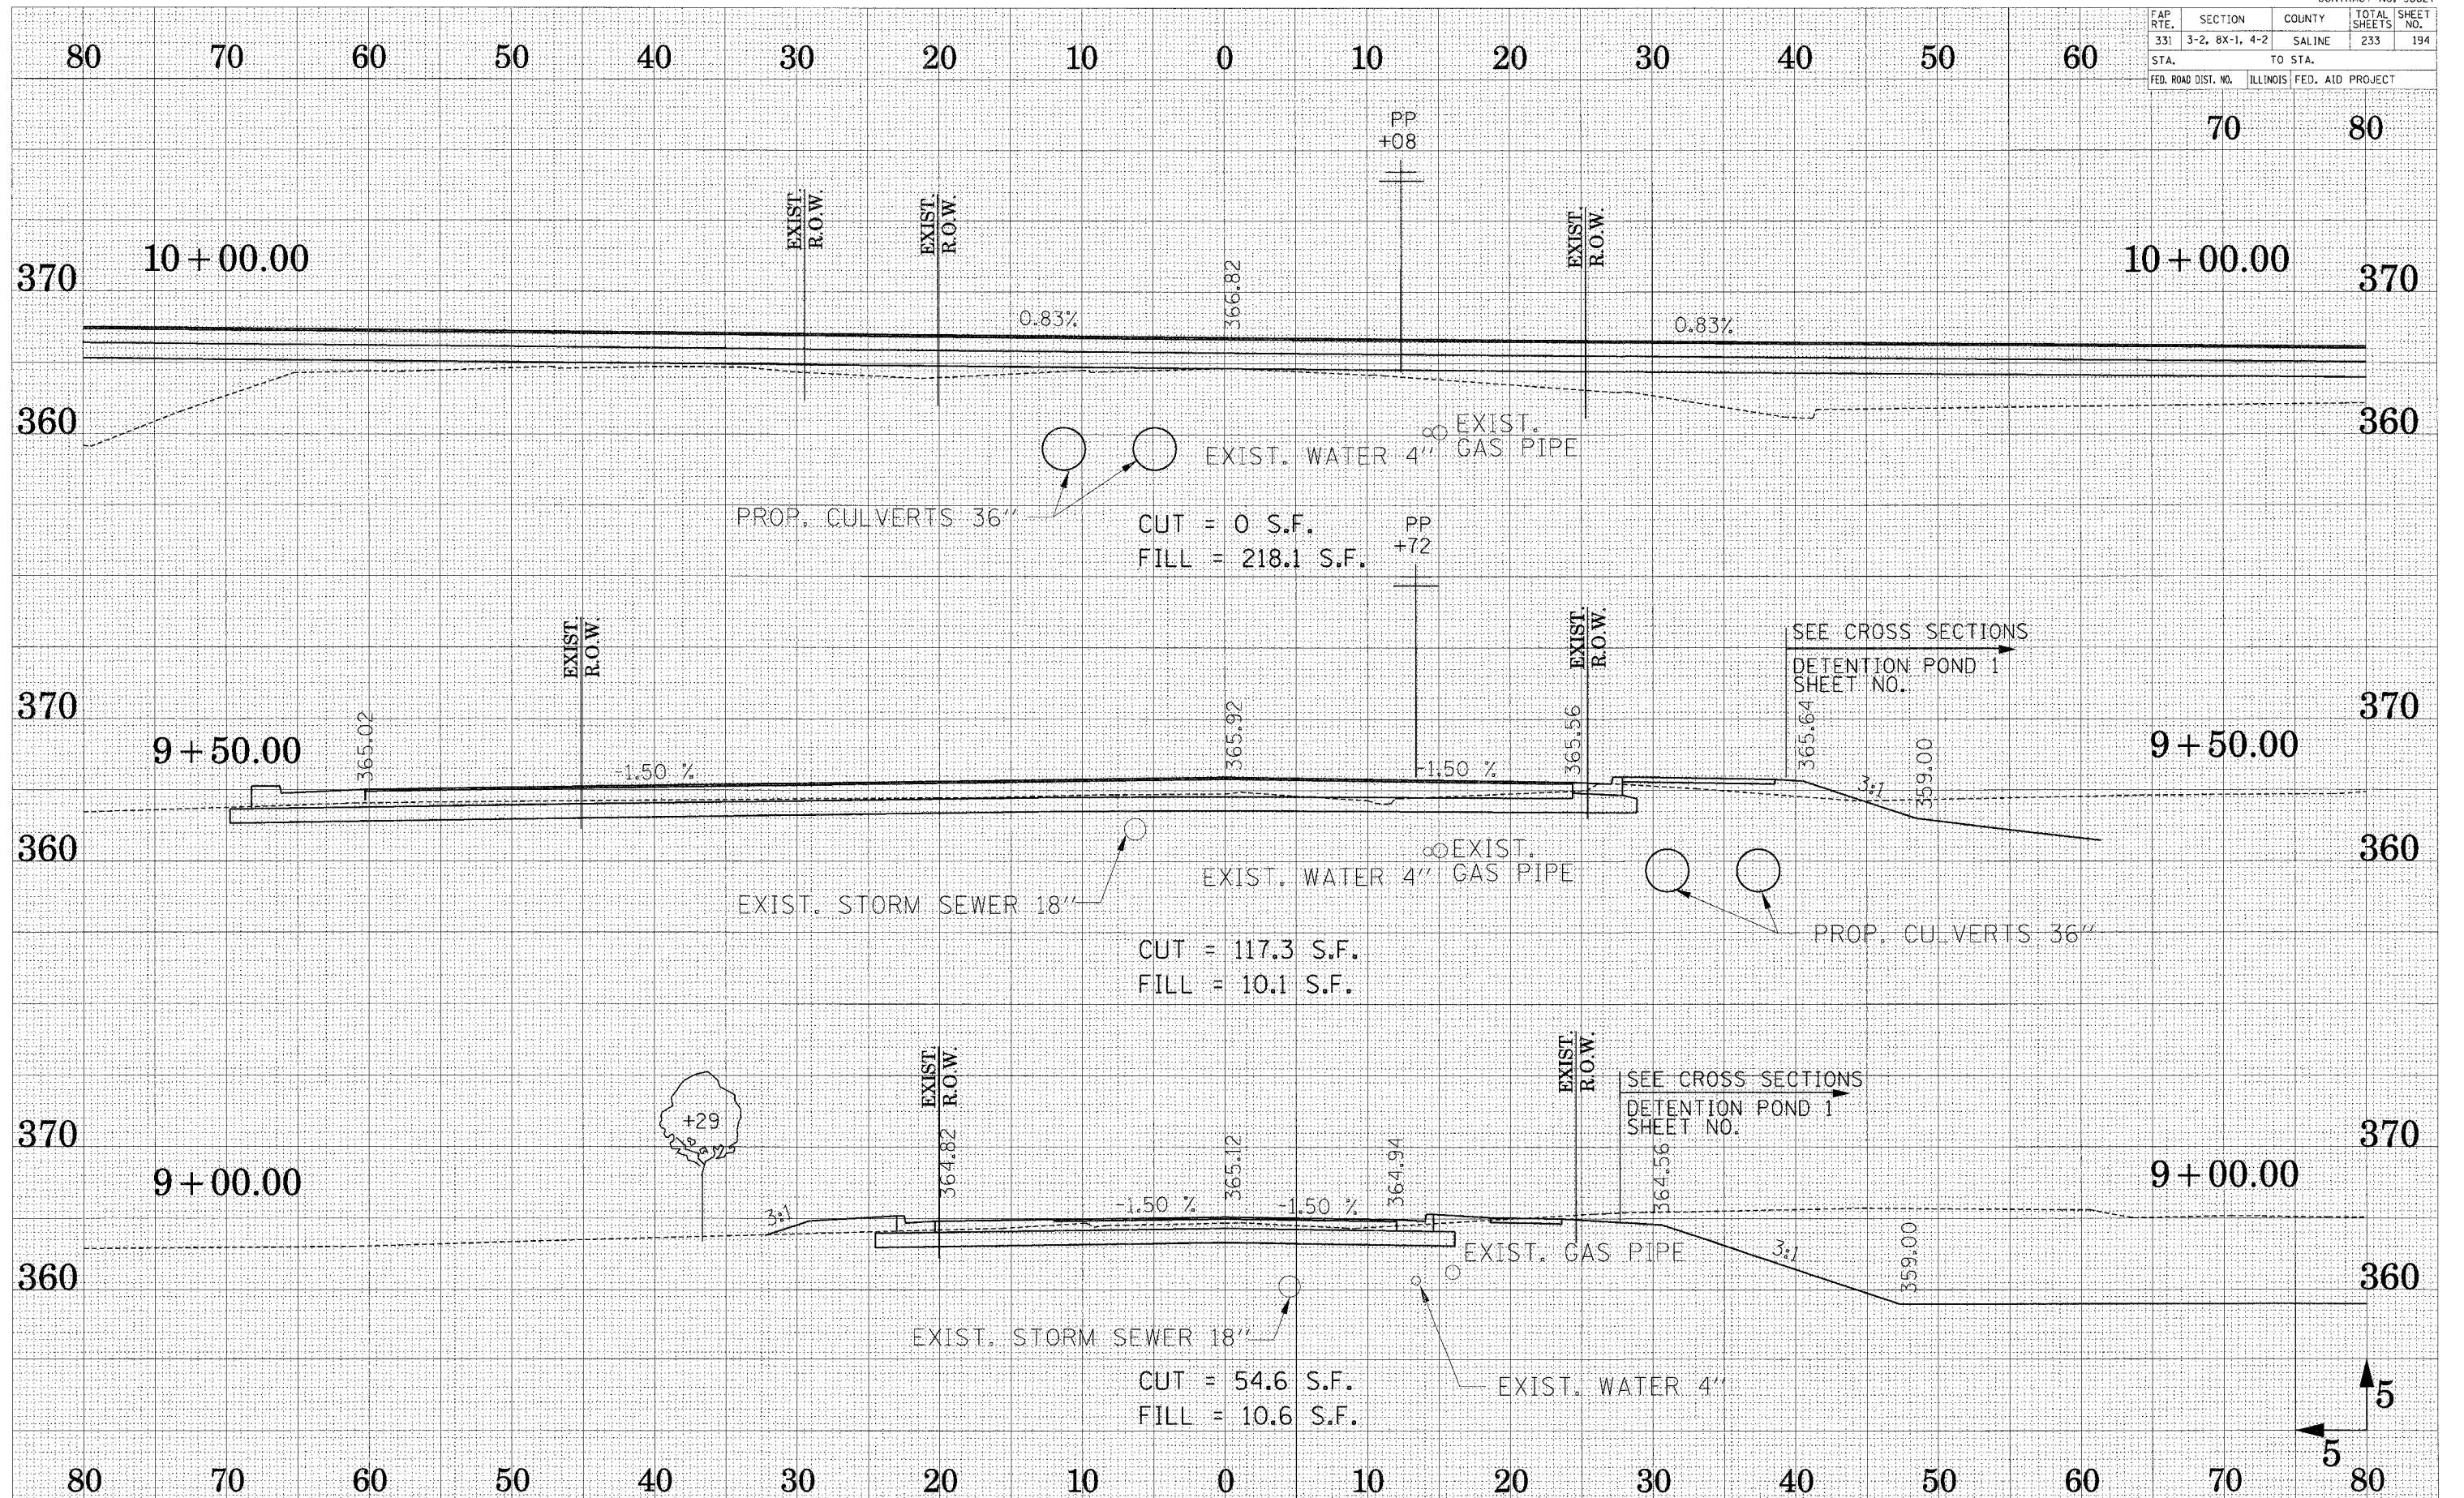 FAP RTE. SECTION COUNTY TOTAL SHEETS SHEET NO.
331 3-2, 8X-1, 4-2 SALINE 233 194
STA. TO STA.
FED. ROAD DIST. NO. ILLINOIS FED. AID PROJECT
80 70 60 50 40 30 20 10 0 10 20 30 40 50 60
70 80
PP
+08
EXIST.
R.O.W.
EXIST.
R.O.W.
EXIST.
R.O.W.
10+00.00
10+00.00
370
370
366.82
0.83%
0.83%
360
360
EXIST.
GAS PIPE
EXIST. WATER 4"
PROP. CULVERTS 36"
CUT = 0 S.F.
FILL = 218.1 S.F.
PP
+72
EXIST.
R.O.W.
EXIST.
R.O.W.
SEE CROSS SECTIONS
DETENTION POND 1
SHEET NO.
370
370
9+50.00
9+50.00
365.02
365.92
365.56
365.64
359.00
-1.50 %
-1.50 %
3:1
360
360
EXIST.
GAS PIPE
EXIST. WATER 4"
EXIST. STORM SEWER 18"
PROP. CULVERTS 36"
CUT = 117.3 S.F.
FILL = 10.1 S.F.
EXIST.
R.O.W.
EXIST.
R.O.W.
SEE CROSS SECTIONS
DETENTION POND 1
SHEET NO.
+29
370
370
9+00.00
9+00.00
364.82
365.12
364.94
364.56
359.00
3:1
-1.50 %
-1.50 %
3:1
EXIST. GAS PIPE
360
360
EXIST. STORM SEWER 18"
EXIST. WATER 4"
CUT = 54.6 S.F.
FILL = 10.6 S.F.
5
5
80 70 60 50 40 30 20 10 0 10 20 30 40 50 60 70 80